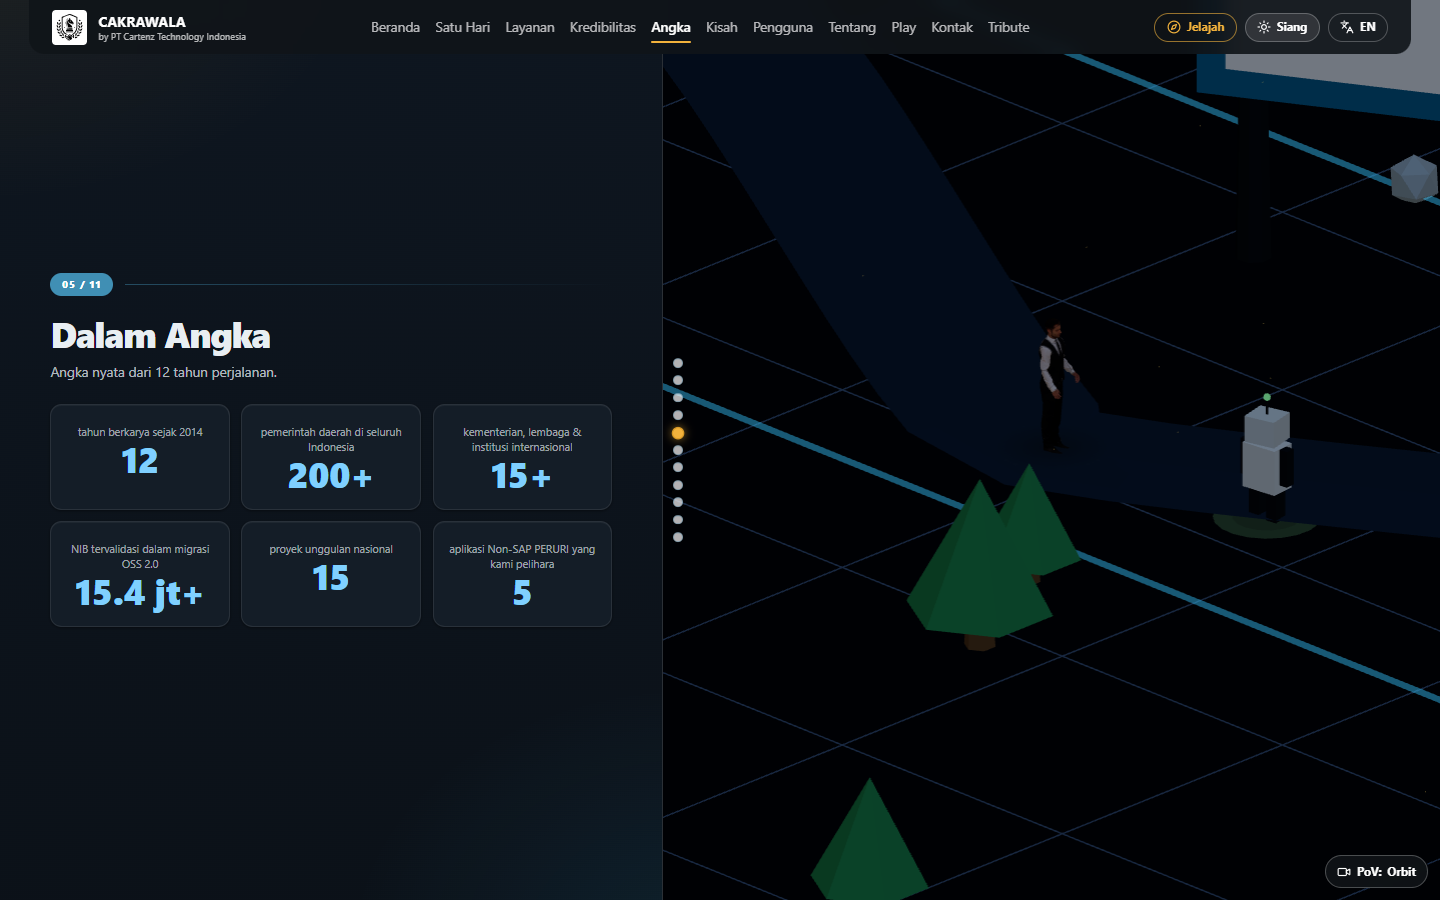 CAKRAWALA
by PT Cartenz Technology Indonesia
Beranda Satu Hari Layanan Kredibilitas Angka Kisah Pengguna Tentang Play Kontak Tribute
Jelajah Siang EN
05 / 11
Dalam Angka
Angka nyata dari 12 tahun perjalanan.
tahun berkarya sejak 2014
12
pemerintah daerah di seluruh
Indonesia
200+
kementerian, lembaga &
institusi internasional
15+
NIB tervalidasi dalam migrasi
OSS 2.0
15.4 jt+
proyek unggulan nasional
15
aplikasi Non-SAP PERURI yang
kami pelihara
5
PoV: Orbit